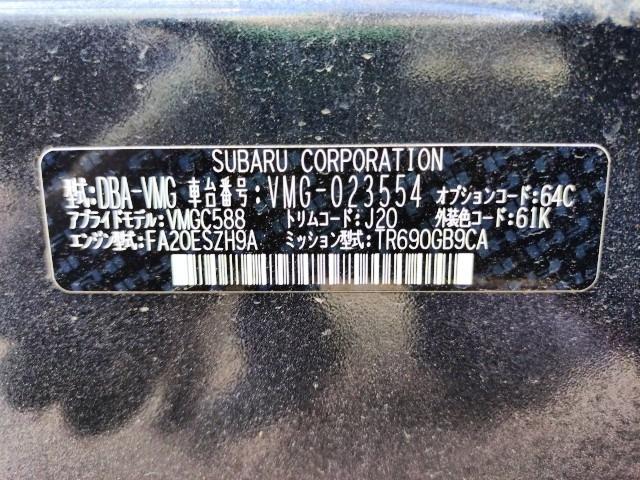 SUBARU CORPORATION
型式:DBA-VMG 車台番号:VMG-023554 オプションコード:64C
アプライドモデル:VMGC588 トリムコード:J20 外装色コード:61K
エンジン型式:FA20ESZH9A ミッション型式:TR690GB9CA